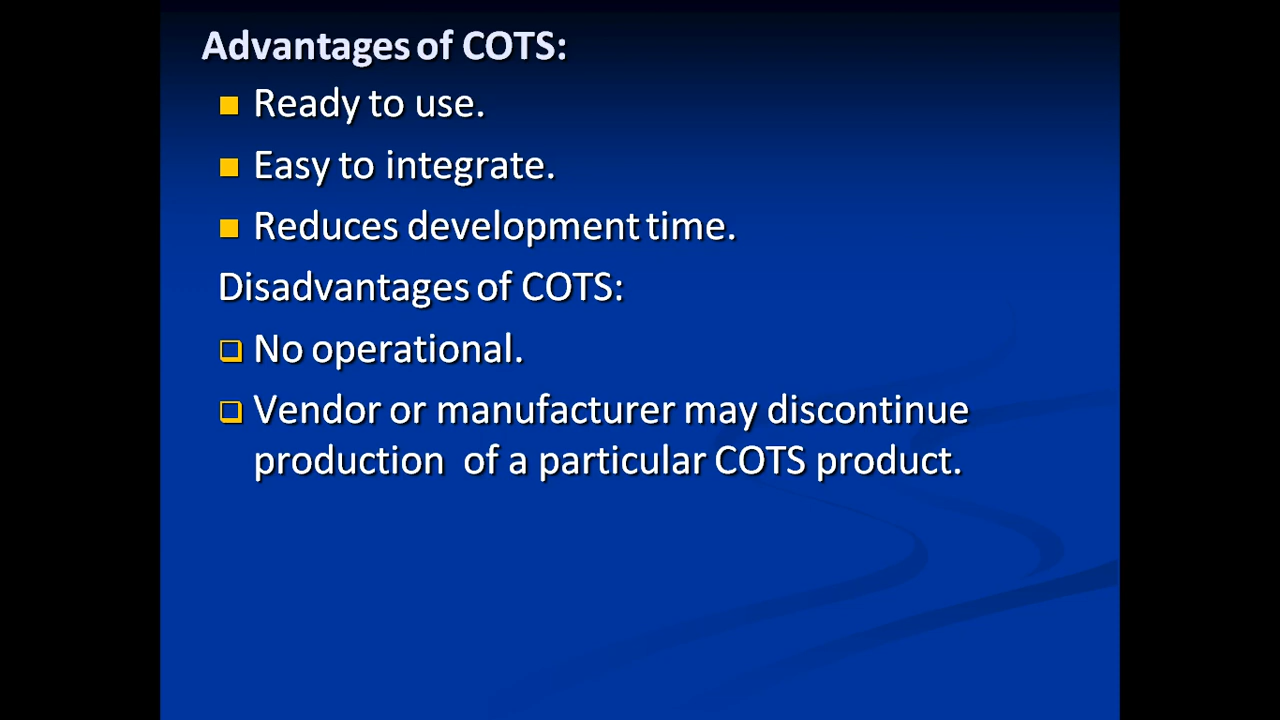 Advantages of COTS:
Ready to use.
Easy to integrate.
Reduces development time.
Disadvantages of COTS:
No operational.
Vendor or manufacturer may discontinue
production of a particular COTS product.